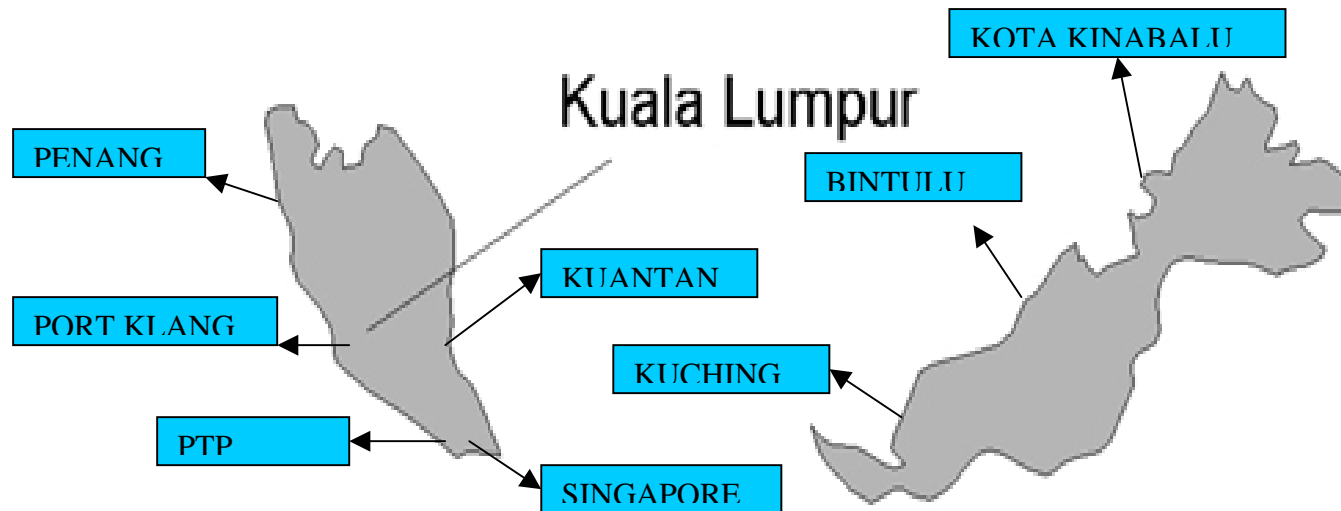 KOTA KINABALU
Kuala Lumpur
PENANG
BINTULU
KUANTAN
PORT KLANG
KUCHING
PTP
SINGAPORE